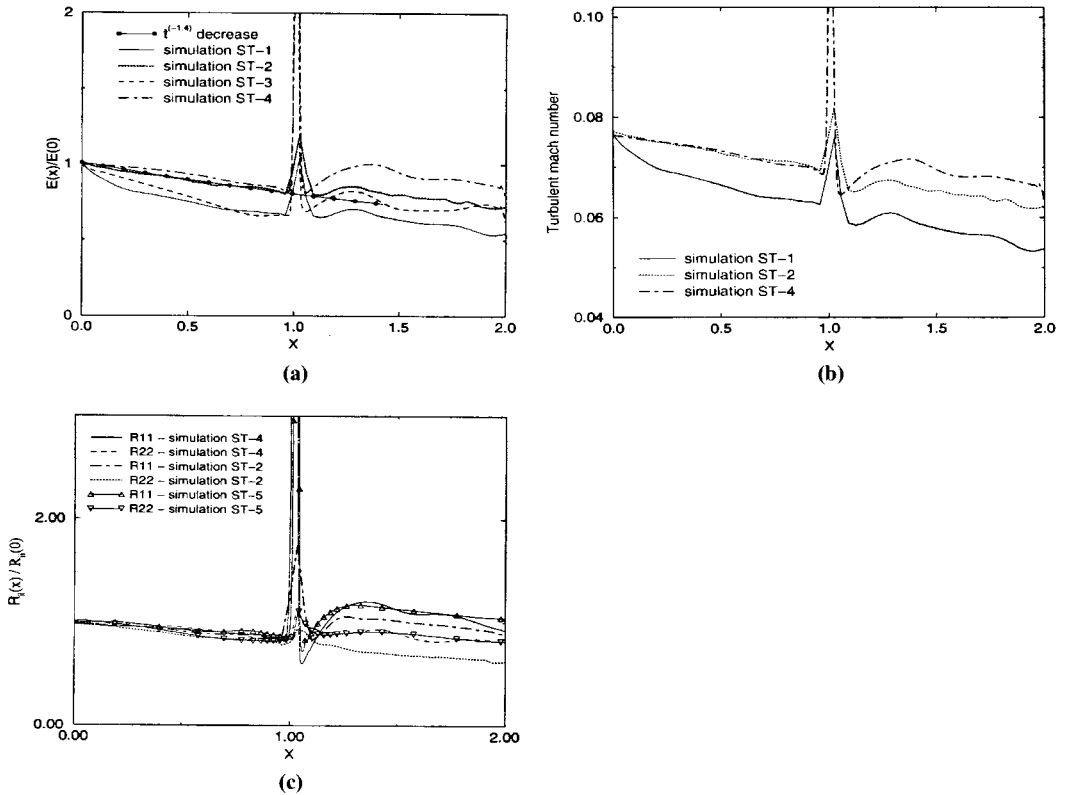 2
t(-1.4) decrease
simulation ST-1
simulation ST-2
simulation ST-3
simulation ST-4
E(x)/E(0)
1
0
0.0
0.5
1.0
1.5
2.0
X
(a)
0.10
Turbulent mach number
0.08
0.06
simulation ST-1
simulation ST-2
simulation ST-4
0.04
0.0
0.5
1.0
1.5
2.0
X
(b)
R11 - simulation ST-4
R22 - simulation ST-4
R11 - simulation ST-2
R22 - simulation ST-2
R11 - simulation ST-5
R22 - simulation ST-5
2.00
Rii(x) / Rii(0)
0.00
0.00
1.00
2.00
X
(c)